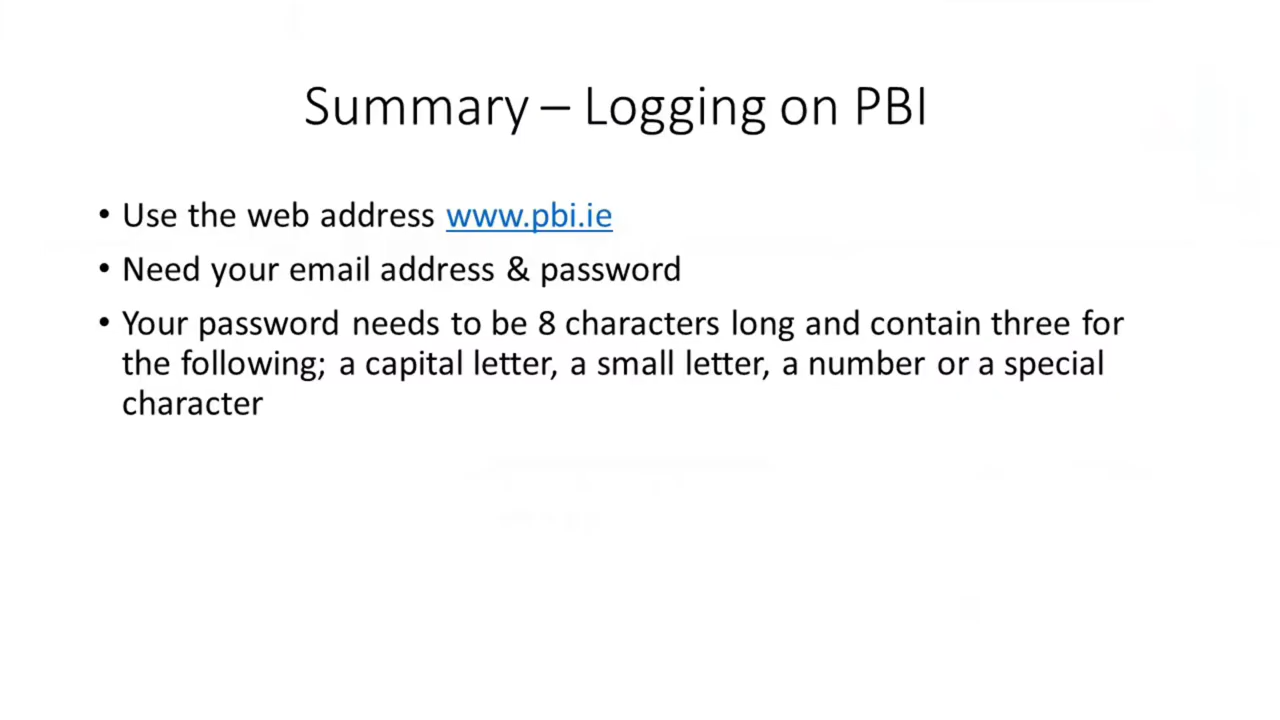 Summary – Logging on PBI
• Use the web address www.pbi.ie
• Need your email address & password
• Your password needs to be 8 characters long and contain three for
the following; a capital letter, a small letter, a number or a special
character